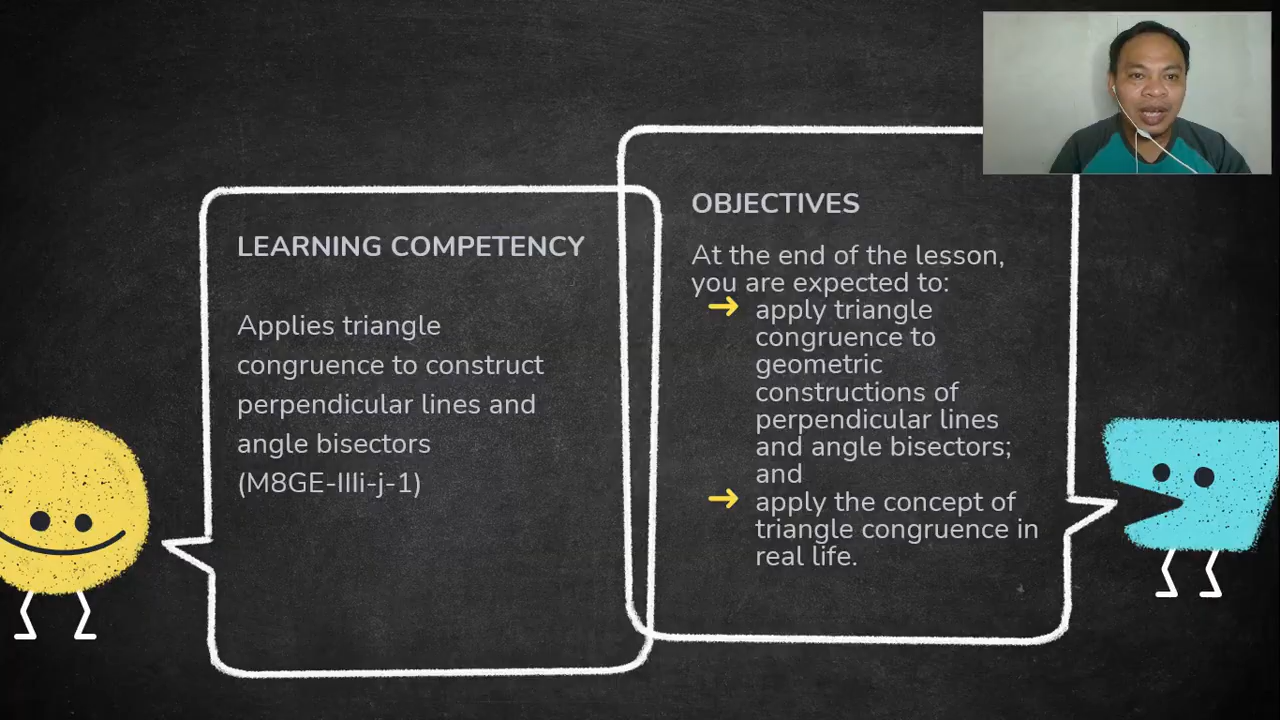 LEARNING COMPETENCY
Applies triangle
congruence to construct
perpendicular lines and
angle bisectors
(M8GE-IIIi-j-1)
OBJECTIVES
At the end of the lesson,
you are expected to:
apply triangle
congruence to
geometric
constructions of
perpendicular lines
and angle bisectors;
and
apply the concept of
triangle congruence in
real life.